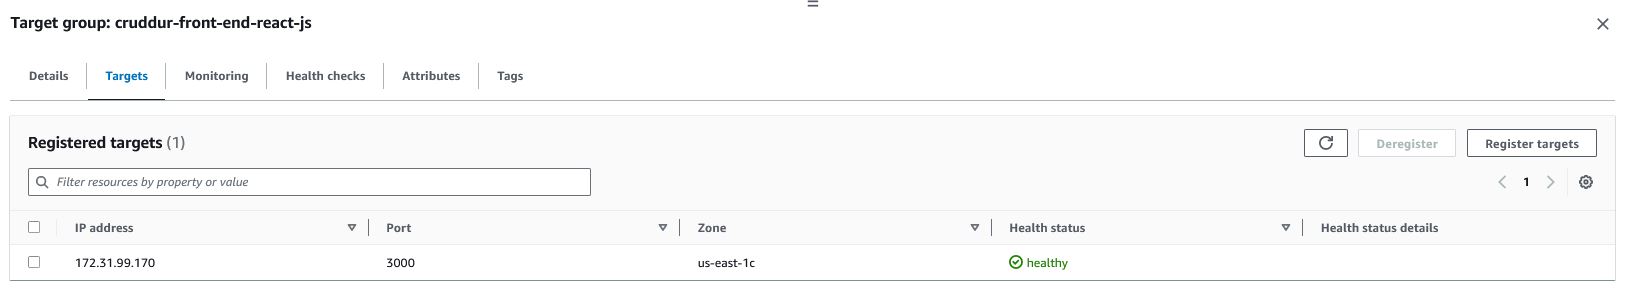 Target group: cruddur-front-end-react-js
Details Targets Monitoring Health checks Attributes Tags
Registered targets (1)
Deregister Register targets
Filter resources by property or value
1
IP address Port Zone Health status Health status details
172.31.99.170 3000 us-east-1c healthy